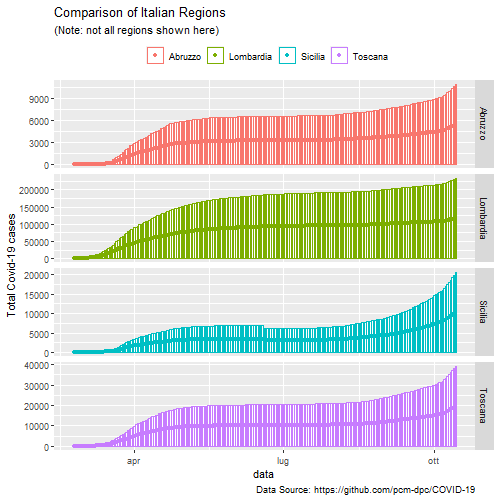 Comparison of Italian Regions
(Note: not all regions shown here)
Abruzzo Lombardia Sicilia Toscana
Total Covid-19 cases
9000
6000
3000
0
Abruzzo
200000
150000
100000
50000
0
Lombardia
20000
15000
10000
5000
0
Sicilia
40000
30000
20000
10000
0
Toscana
apr lug ott
data
Data Source: https://github.com/pcm-dpc/COVID-19